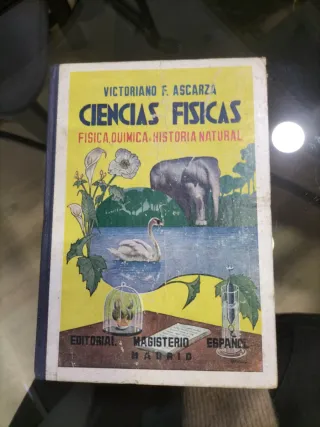 VICTORIANO F. ASCARZA
CIENCIAS FISICAS
FISICA, QUIMICA E HISTORIA NATURAL
EDITORIAL MAGISTERIO ESPAÑOL
MADRID